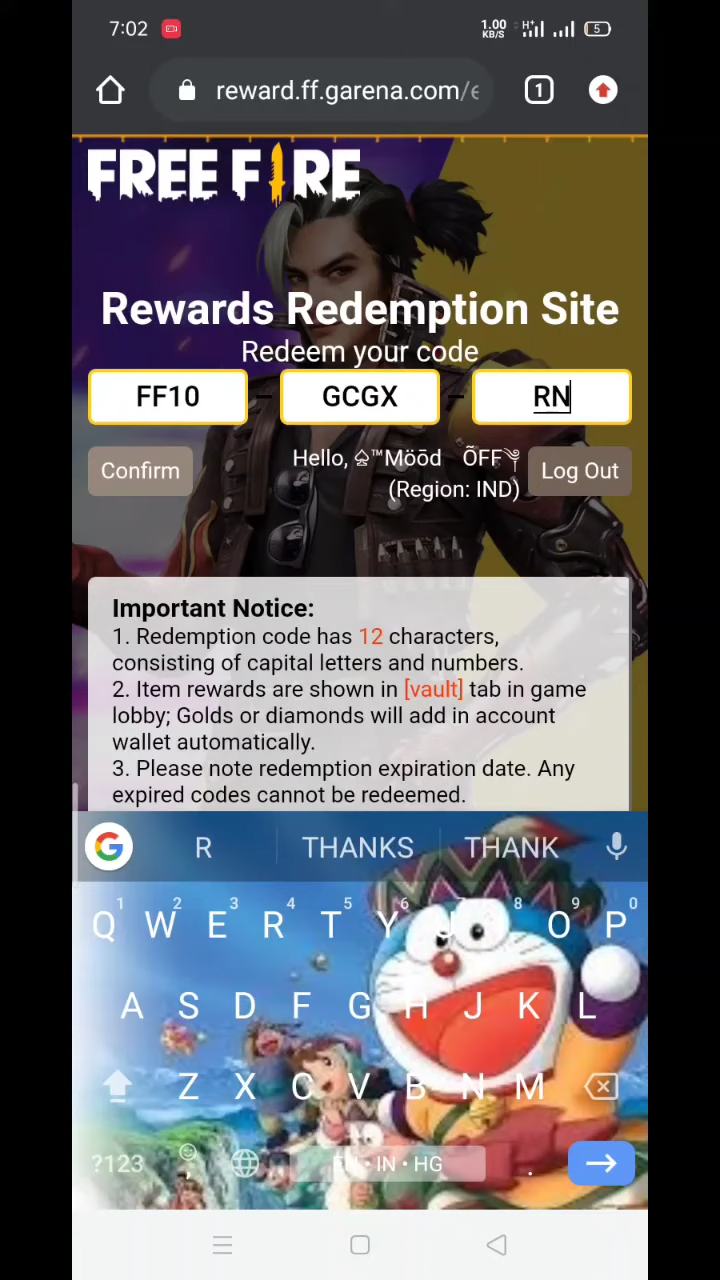 7:02 1.00 KB/S H+ 5
reward.ff.garena.com/e 1
FREE FIRE
Rewards Redemption Site
Redeem your code
FF10 - GCGX - RN
Confirm Hello, ♤™Möōd ÕFF༆ Log Out
(Region: IND)
Important Notice:
1. Redemption code has 12 characters,
consisting of capital letters and numbers.
2. Item rewards are shown in [vault] tab in game
lobby; Golds or diamonds will add in account
wallet automatically.
3. Please note redemption expiration date. Any
expired codes cannot be redeemed.
G R THANKS THANK
1 2 3 4 5 6 7 8 9 0
Q W E R T Y U O P
A S D F G H J K L
Z X C V B N M
?123 , EN • IN • HG .